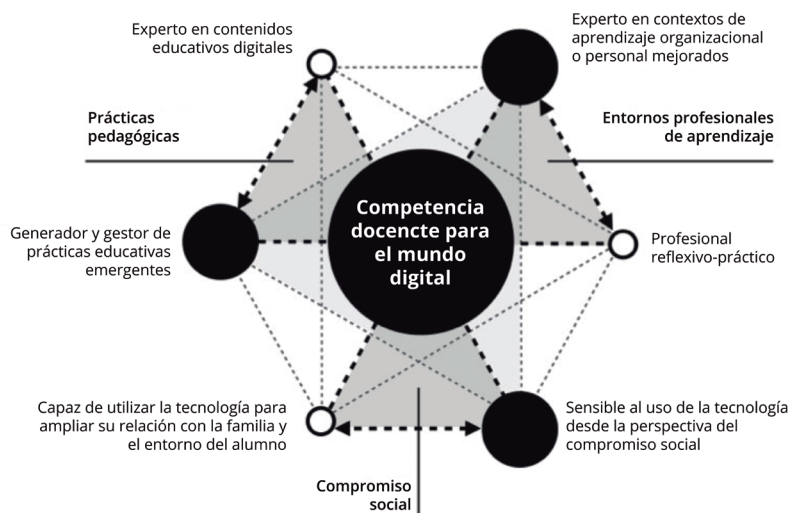 Experto en contenidos
educativos digitales
Experto en contextos de
aprendizaje organizacional
o personal mejorados
Prácticas
pedagógicas
Entornos profesionales
de aprendizaje
Generador y gestor de
prácticas educativas
emergentes
Competencia
docencte para
el mundo
digital
Profesional
reflexivo-práctico
Capaz de utilizar la tecnología para
ampliar su relación con la familia y
el entorno del alumno
Sensible al uso de la tecnología
desde la perspectiva del
compromiso social
Compromiso
social